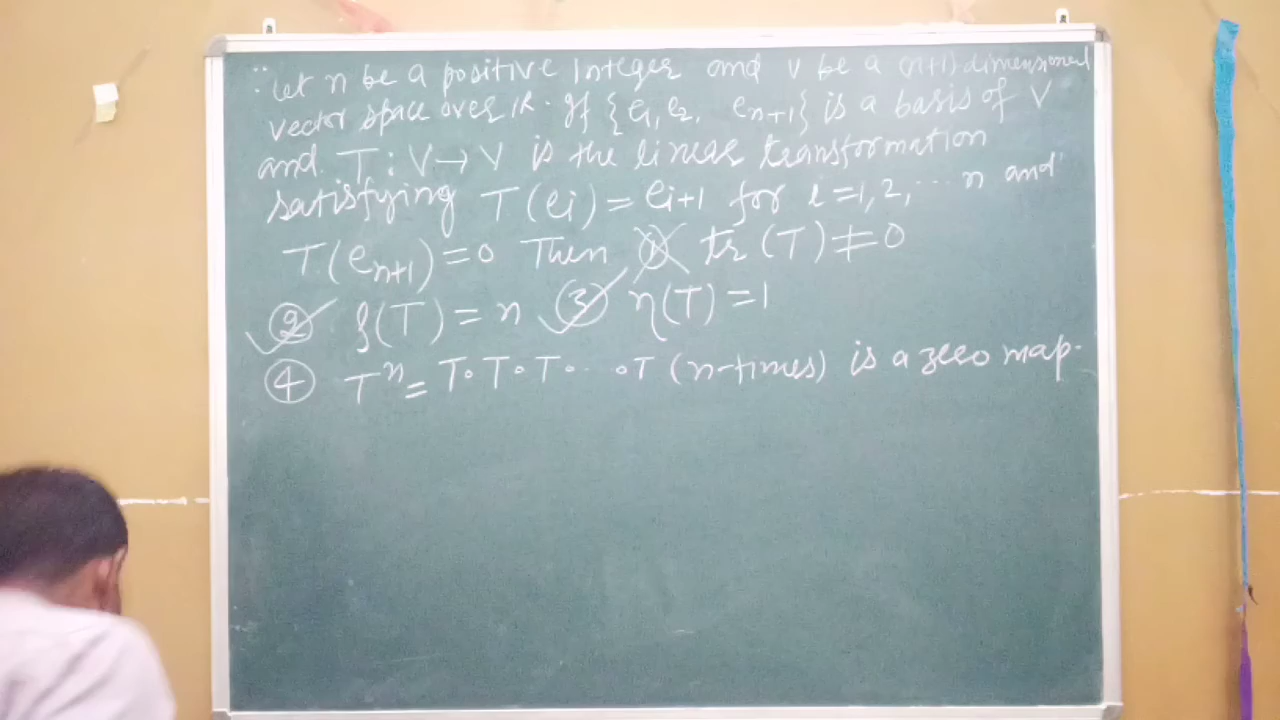 ∵ Let n be a positive integer and V be a (n+1) dimensional
vector space over IR. If {e₁, e₂, eₙ₊₁} is a basis of V
and T : V → V is the linear transformation
satisfying T(ei) = ei+1 for i = 1, 2, ... n and
T(eₙ₊₁) = 0 Then ① tr(T) ≠ 0
② ρ(T) = n ③ η(T) = 1
④ Tⁿ = T∘T∘T∘...∘T (n-times) is a zero map.